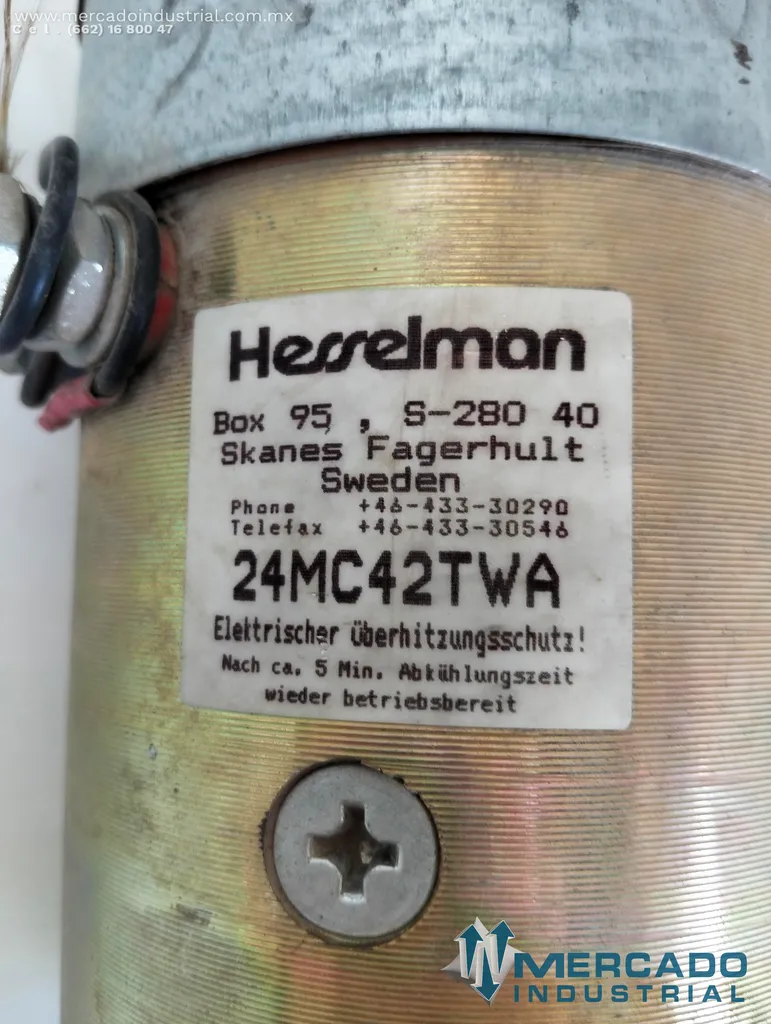 www.mercadoindustrial.com.mx
Cel. (662) 16 800 47
Hesselman
Box 95 , S-280 40
Skanes Fagerhult
Sweden
Phone +46-433-30290
Telefax +46-433-30546
24MC42TWA
Elektrischer Überhitzungsschutz!
Nach ca. 5 Min. Abkühlungszeit
wieder betriebsbereit
MERCADO
INDUSTRIAL